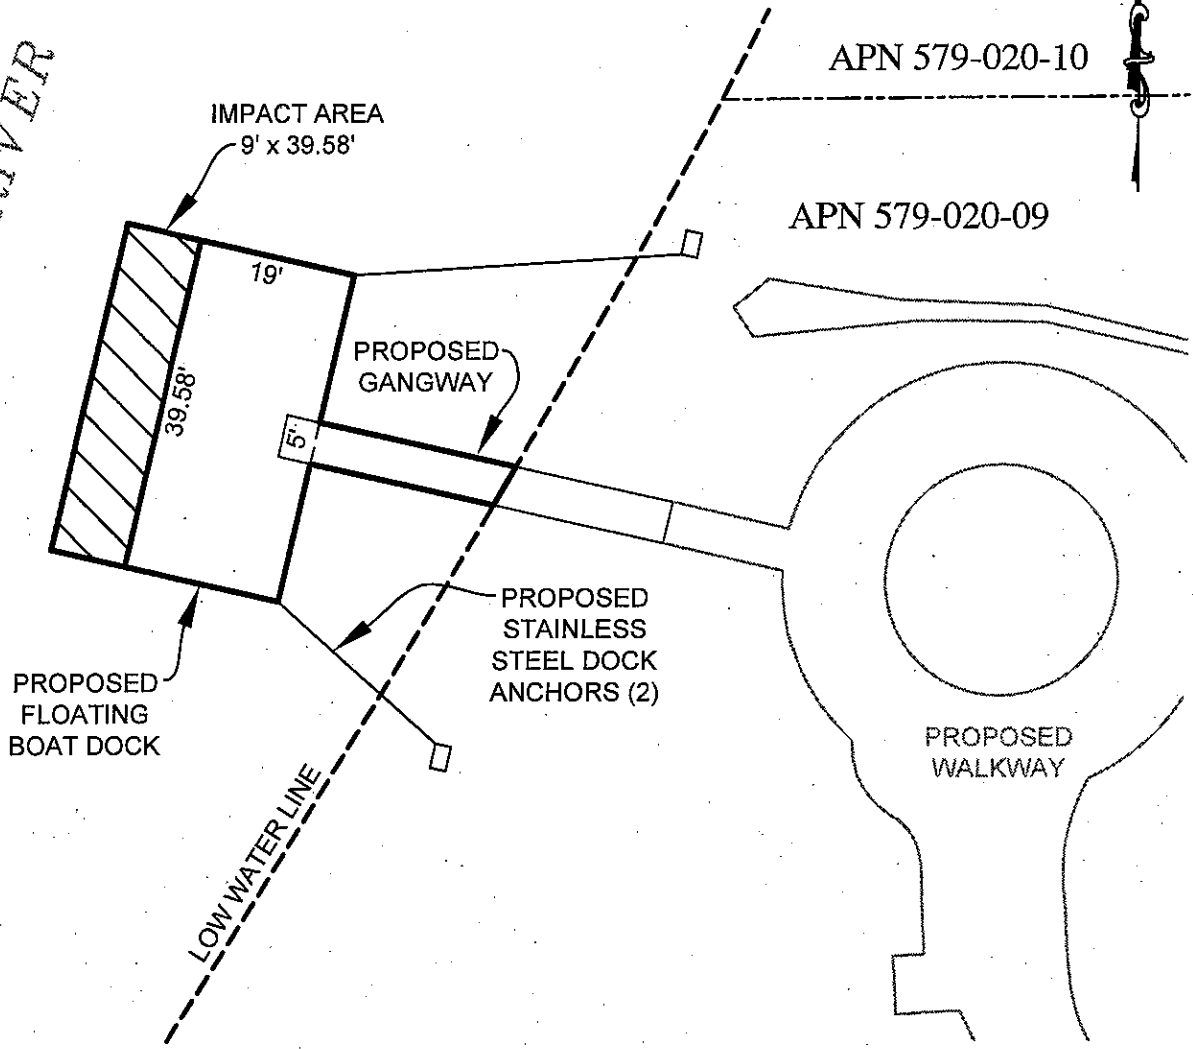 RIVER
APN 579-020-10
IMPACT AREA
9' x 39.58'
APN 579-020-09
19'
PROPOSED
GANGWAY
39.58'
5'
PROPOSED
STAINLESS
STEEL DOCK
ANCHORS (2)
PROPOSED
FLOATING
BOAT DOCK
PROPOSED
WALKWAY
LOW WATER LINE